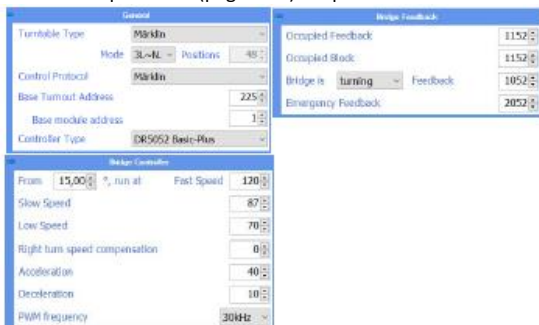 General
Turntable Type Märklin
Mode 3L~NL Positions 48
Control Protocol Märklin
Base Turnout Address 225
Base module address 1
Controller Type DR5052 Basic-Plus
Bridge Feedback
Occupied Feedback 1152
Occupied Block 1152
Bridge is turning Feedback 1052
Emergency Feedback 2052
Bridge Controller
From 15,00 °, run at Fast Speed 120
Slow Speed 87
Low Speed 70
Right turn speed compensation 0
Acceleration 40
Deceleration 10
PWM frequency 30kHz